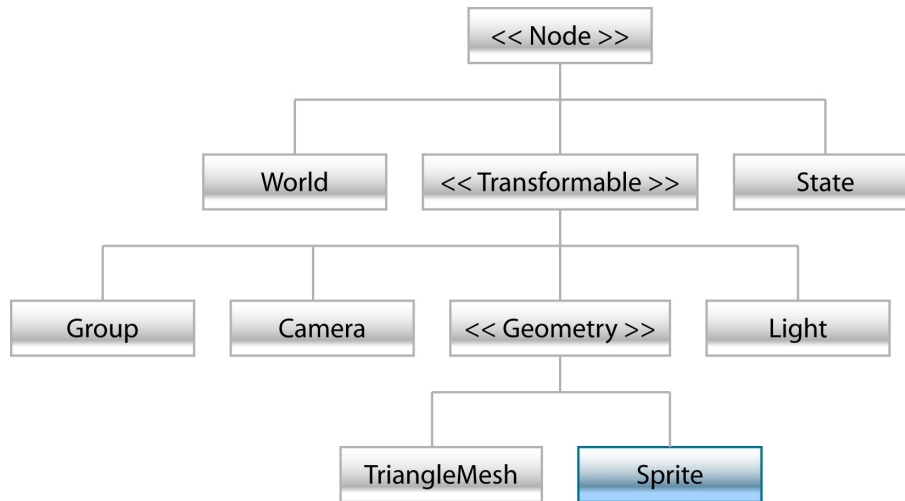 << Node >>
World
<< Transformable >>
State
Group
Camera
<< Geometry >>
Light
TriangleMesh
Sprite